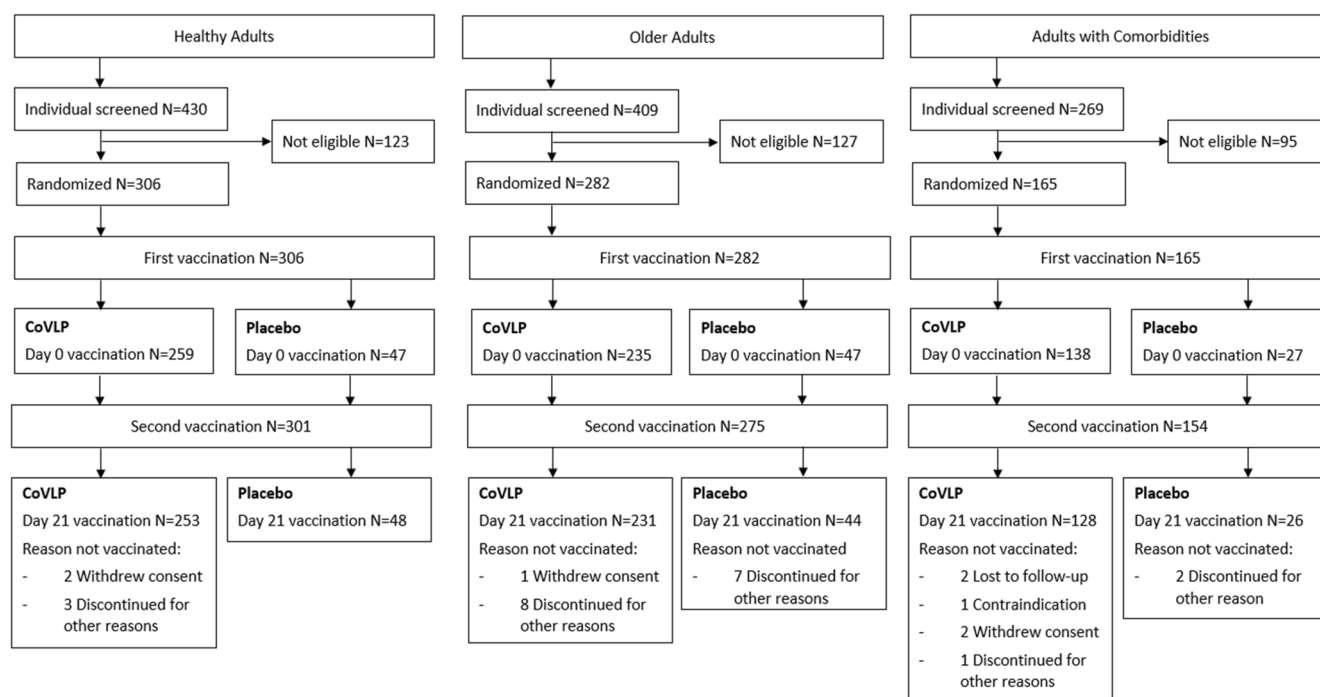 Healthy Adults
Individual screened N=430
Not eligible N=123
Randomized N=306
First vaccination N=306
CoVLP
Day 0 vaccination N=259
Placebo
Day 0 vaccination N=47
Second vaccination N=301
CoVLP
Day 21 vaccination N=253
Reason not vaccinated:
- 2 Withdrew consent
- 3 Discontinued for
other reasons
Placebo
Day 21 vaccination N=48
Older Adults
Individual screened N=409
Not eligible N=127
Randomized N=282
First vaccination N=282
CoVLP
Day 0 vaccination N=235
Placebo
Day 0 vaccination N=47
Second vaccination N=275
CoVLP
Day 21 vaccination N=231
Reason not vaccinated:
- 1 Withdrew consent
- 8 Discontinued for
other reasons
Placebo
Day 21 vaccination N=44
Reason not vaccinated
- 7 Discontinued for
other reasons
Adults with Comorbidities
Individual screened N=269
Not eligible N=95
Randomized N=165
First vaccination N=165
CoVLP
Day 0 vaccination N=138
Placebo
Day 0 vaccination N=27
Second vaccination N=154
CoVLP
Day 21 vaccination N=128
Reason not vaccinated:
- 2 Lost to follow-up
- 1 Contraindication
- 2 Withdrew consent
- 1 Discontinued for
other reasons
Placebo
Day 21 vaccination N=26
Reason not vaccinated:
- 2 Discontinued for
other reason